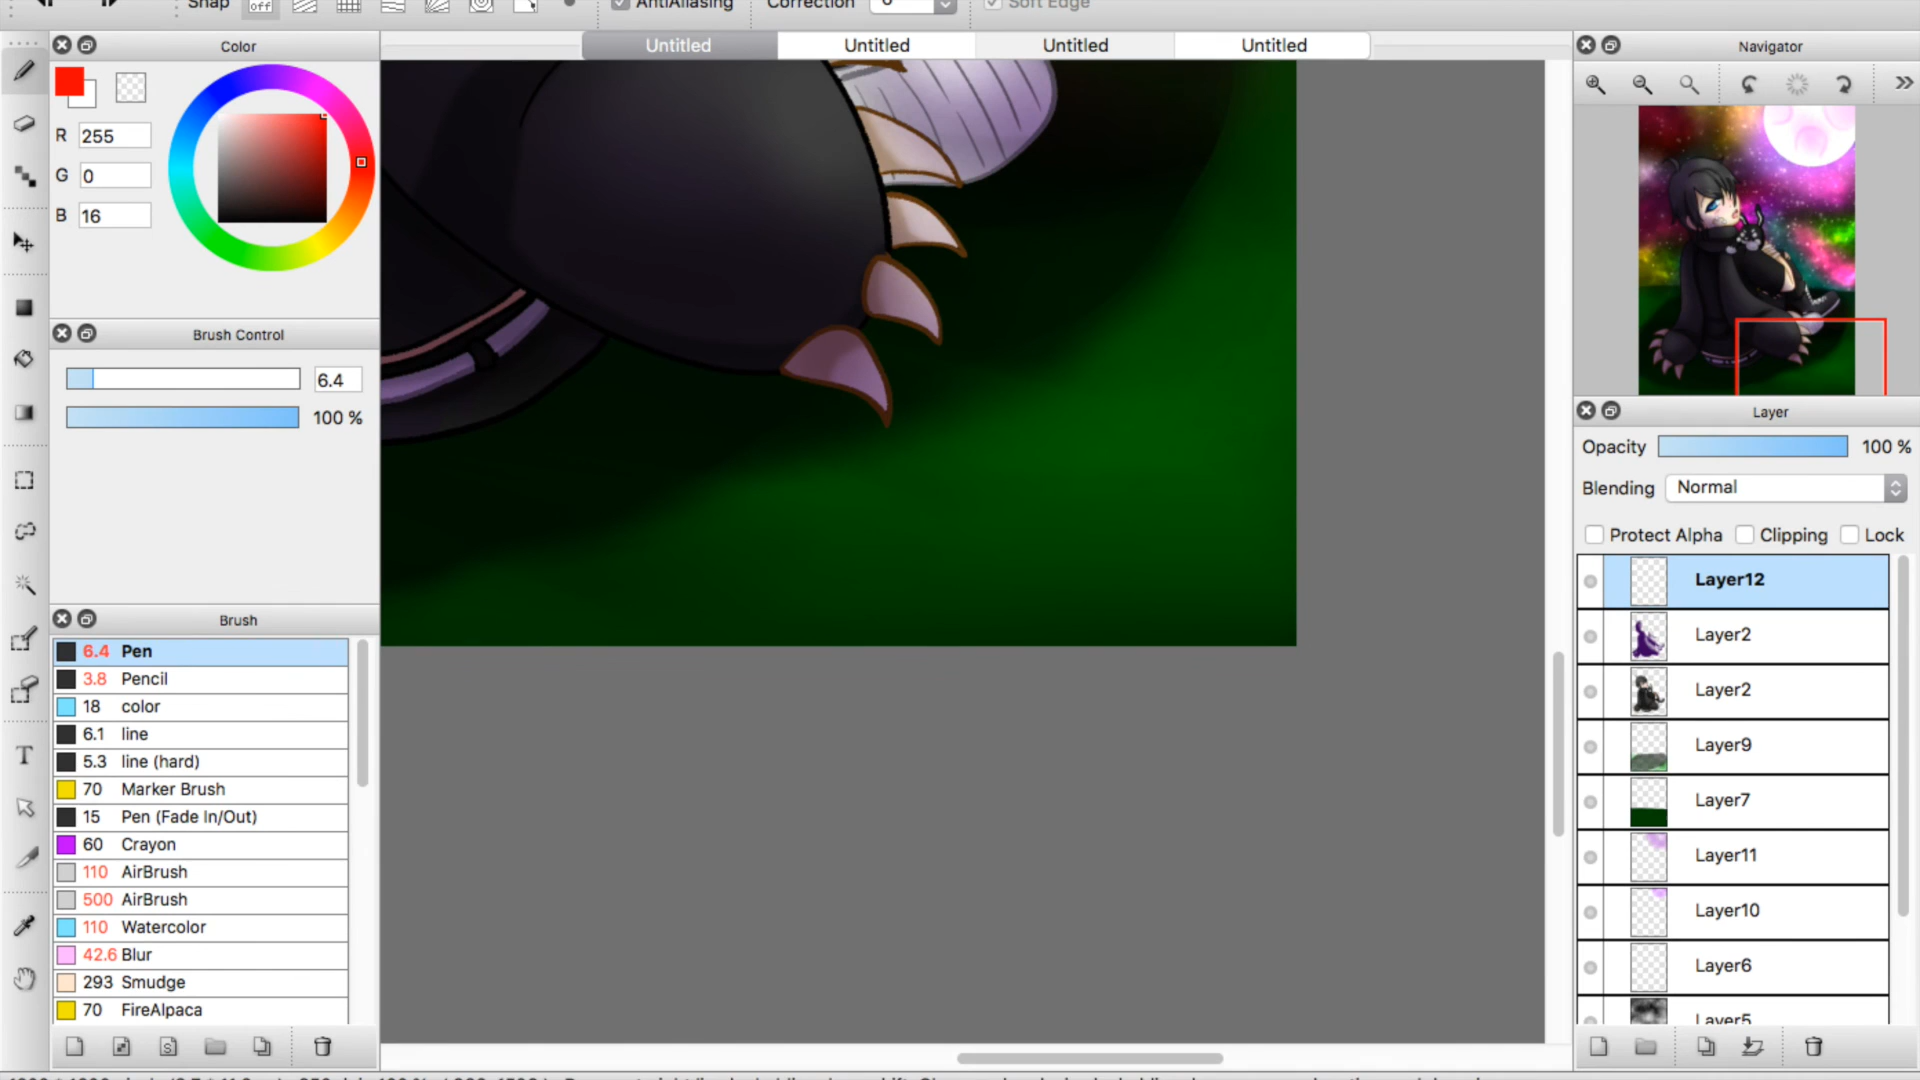 Snap off AntiAliasing Correction Soft Edge
Color
Untitled Untitled Untitled Untitled
Navigator
R 255
G 0
B 16
Brush Control
6.4
100 %
Layer
Opacity 100 %
Blending Normal
Protect Alpha Clipping Lock
Layer12
Layer2
Layer2
Layer9
Layer7
Layer11
Layer10
Layer6
Layer5
Brush
6.4 Pen
3.8 Pencil
18 color
6.1 line
5.3 line (hard)
70 Marker Brush
15 Pen (Fade In/Out)
60 Crayon
110 AirBrush
500 AirBrush
110 Watercolor
42.6 Blur
293 Smudge
70 FireAlpaca
T
S